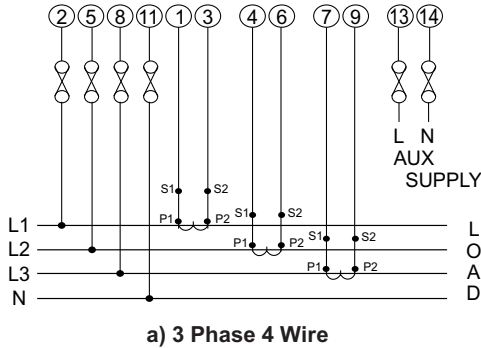 2 5 8 11 1 3 4 6 7 9 13 14
L N
AUX
SUPPLY
S1 S2
P1 P2
S1 S2
P1 P2
S1 S2
P1 P2
L1 L
L2 O
L3 A
N D
a) 3 Phase 4 Wire